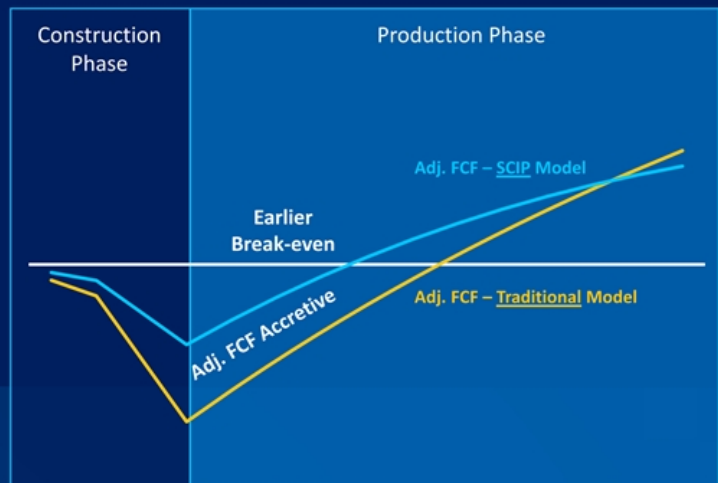 Construction
Phase
Production Phase
Adj. FCF – SCIP Model
Earlier
Break-even
Adj. FCF Accretive
Adj. FCF – Traditional Model